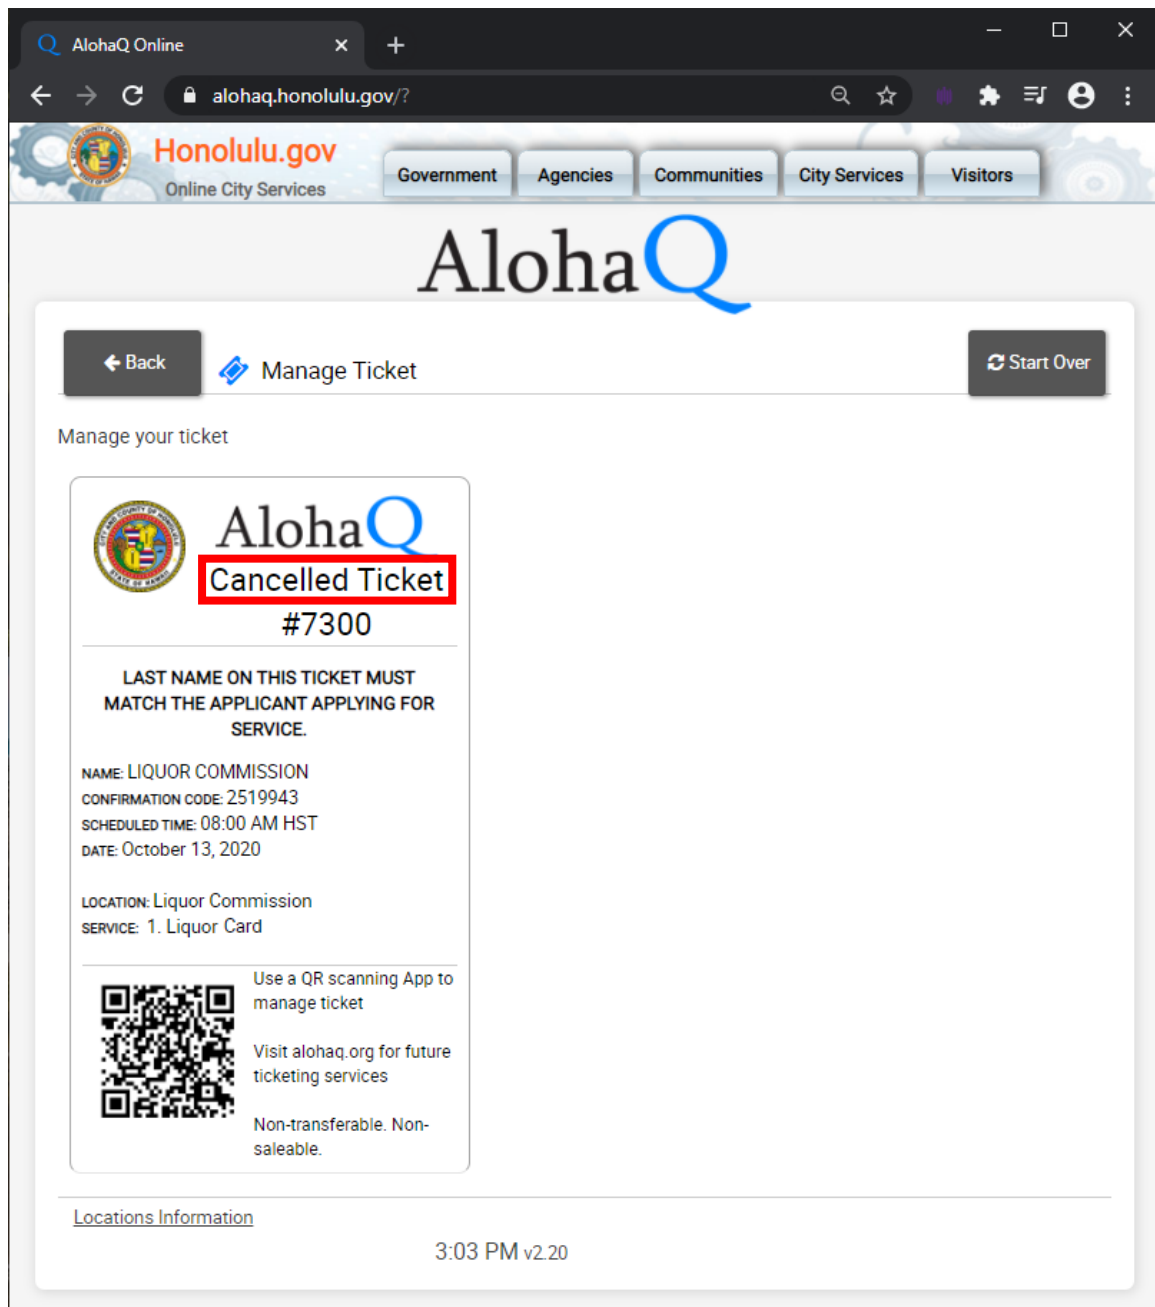 AlohaQ Online
alohaq.honolulu.gov/?
Honolulu.gov
Online City Services
Government
Agencies
Communities
City Services
Visitors
AlohaQ
Back
Manage Ticket
Start Over
Manage your ticket
AlohaQ
Cancelled Ticket
#7300
LAST NAME ON THIS TICKET MUST
MATCH THE APPLICANT APPLYING FOR
SERVICE.
NAME: LIQUOR COMMISSION
CONFIRMATION CODE: 2519943
SCHEDULED TIME: 08:00 AM HST
DATE: October 13, 2020
LOCATION: Liquor Commission
SERVICE: 1. Liquor Card
Use a QR scanning App to
manage ticket
Visit alohaq.org for future
ticketing services
Non-transferable. Non-
saleable.
Locations Information
3:03 PM v2.20